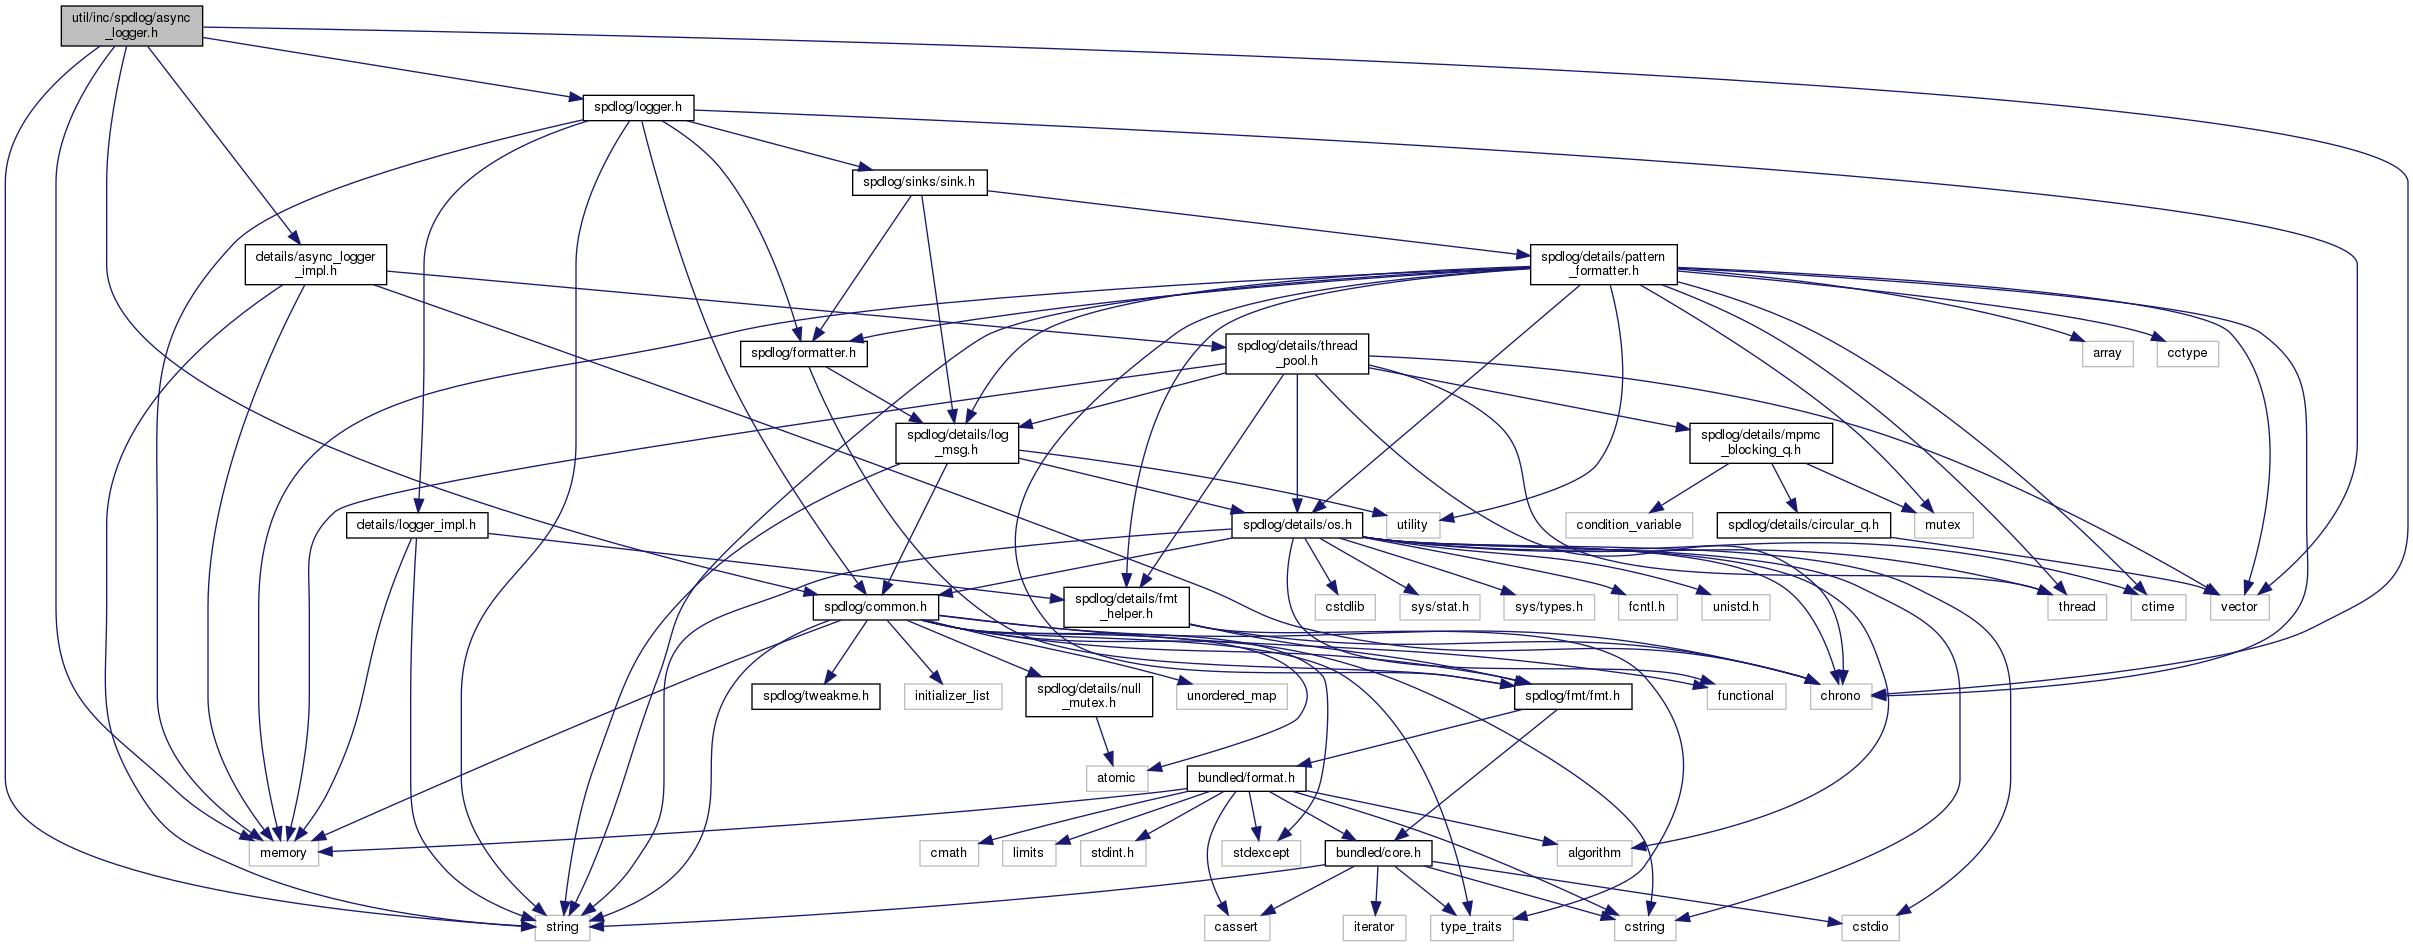 util/inc/spdlog/async
_logger.h
spdlog/logger.h
spdlog/sinks/sink.h
details/async_logger
_impl.h
spdlog/details/pattern
_formatter.h
spdlog/formatter.h
spdlog/details/thread
_pool.h
array
cctype
spdlog/details/log
_msg.h
spdlog/details/mpmc
_blocking_q.h
details/logger_impl.h
spdlog/details/os.h
utility
condition_variable
spdlog/details/circular_q.h
mutex
spdlog/common.h
spdlog/details/fmt
_helper.h
cstdlib
sys/stat.h
sys/types.h
fcntl.h
unistd.h
thread
ctime
vector
spdlog/tweakme.h
initializer_list
spdlog/details/null
_mutex.h
unordered_map
spdlog/fmt/fmt.h
functional
chrono
atomic
bundled/format.h
memory
cmath
limits
stdint.h
stdexcept
bundled/core.h
algorithm
string
cassert
iterator
type_traits
cstring
cstdio